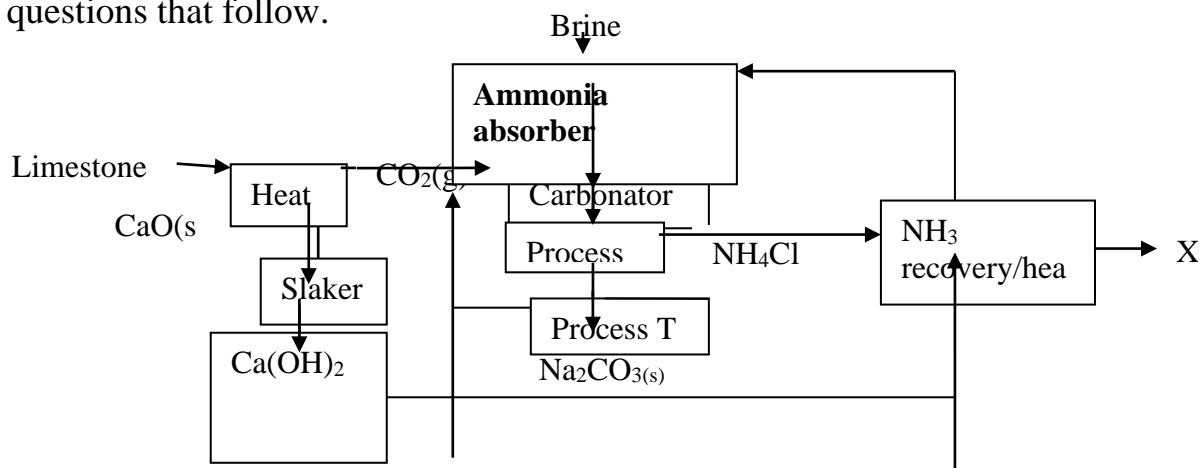 questions that follow.
Brine
Ammonia
absorber
Limestone
CO₂(g)
Heat
Carbonator
CaO(s
NH₃
recovery/hea
X
Process
NH₄Cl
Slaker
Process T
Ca(OH)₂
Na₂CO₃(s)